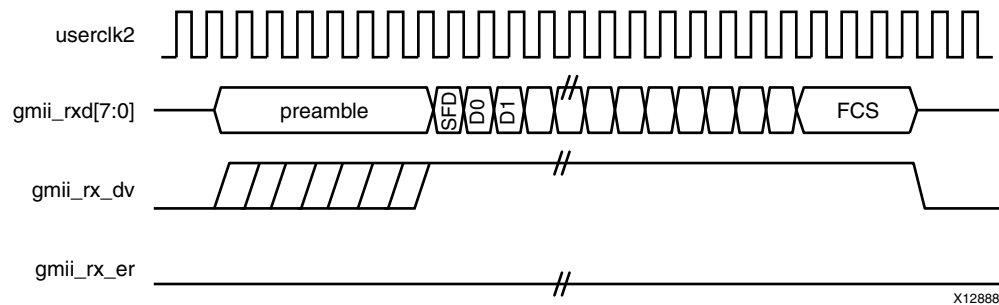 userclk2
gmii_rxd[7:0]
preamble SFD D0 D1 FCS
gmii_rx_dv
gmii_rx_er
X12888